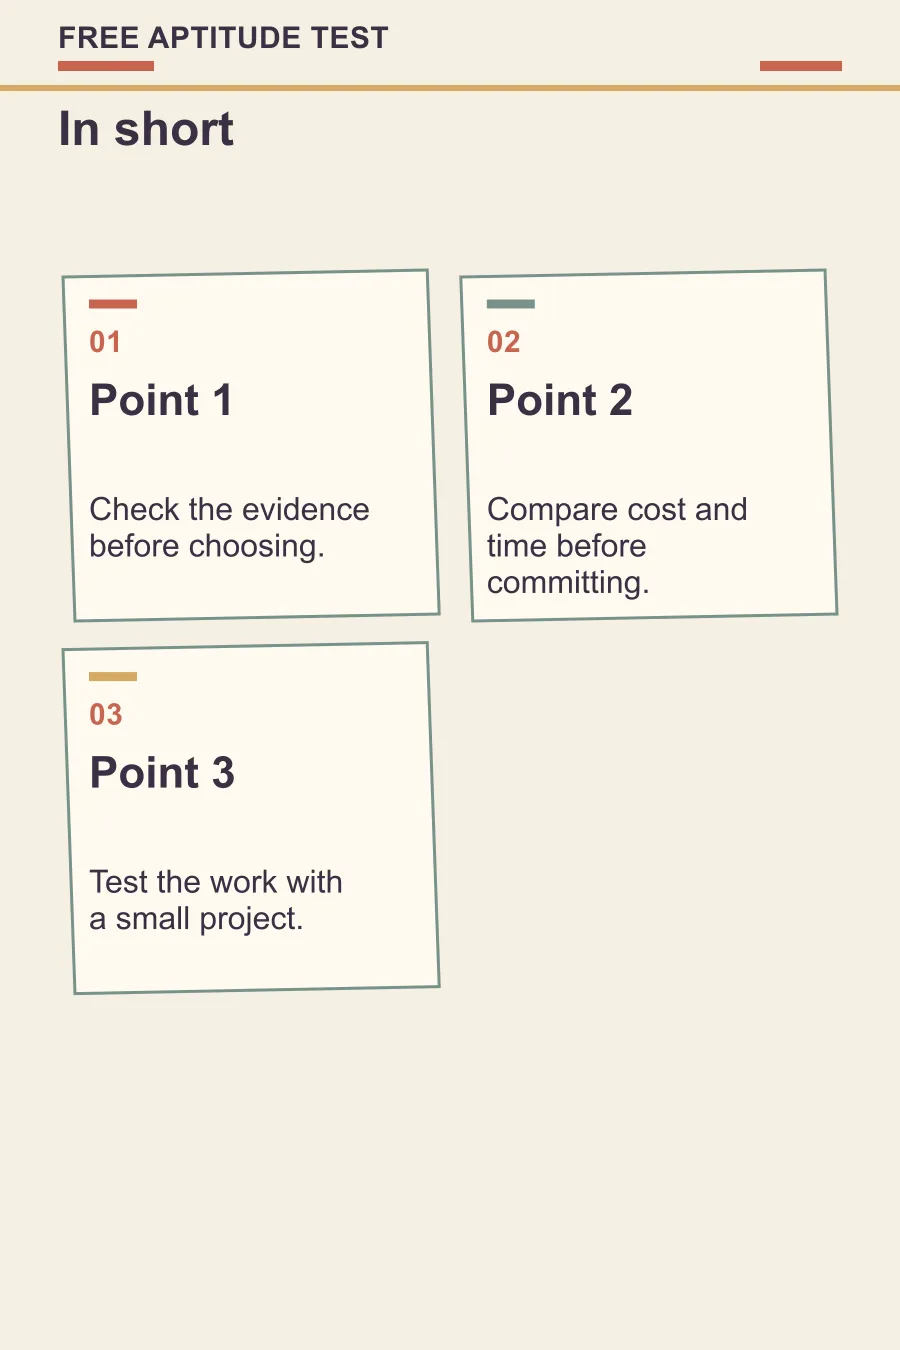 FREE APTITUDE TEST
In short
01
Point 1
Check the evidence
before choosing.
02
Point 2
Compare cost and
time before
committing.
03
Point 3
Test the work with
a small project.